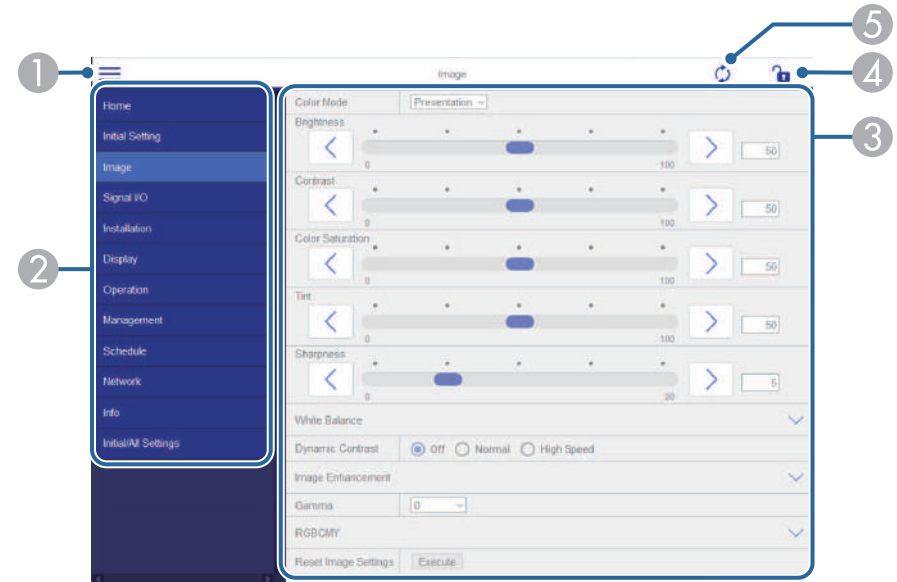 5
1
Image
4
Home
Color Mode
Presentation
Initial Setting
Brightness
0
100
50
3
Image
Contrast
0
100
50
Signal I/O
Installation
Color Saturation
0
100
50
2
Display
Operation
Tint
0
100
50
Management
Schedule
Sharpness
0
20
5
Network
Info
White Balance
Initial/All Settings
Dynamic Contrast
Off
Normal
High Speed
Image Enhancement
Gamma
0
RGBCMY
Reset Image Settings
Execute